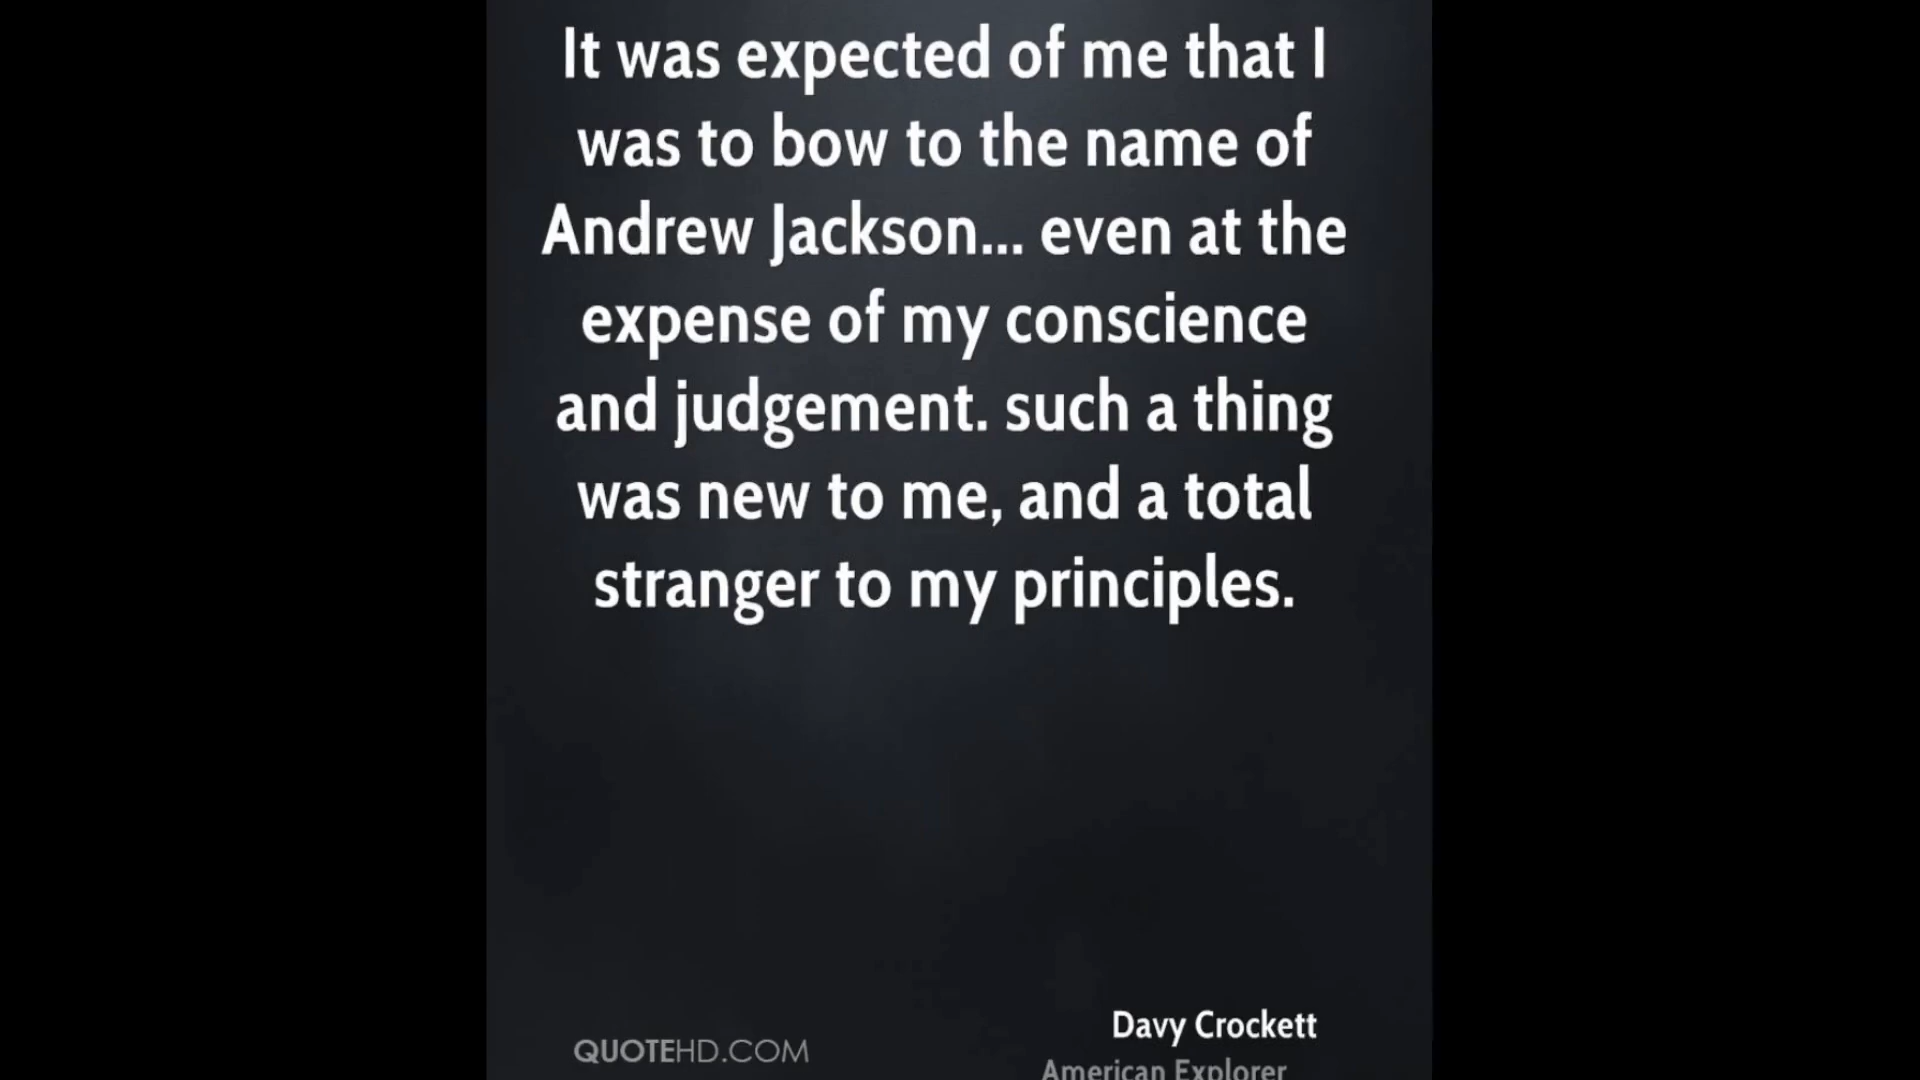 It was expected of me that I
was to bow to the name of
Andrew Jackson... even at the
expense of my conscience
and judgement. such a thing
was new to me, and a total
stranger to my principles.
Davy Crockett
QUOTEHD.COM
American Explorer